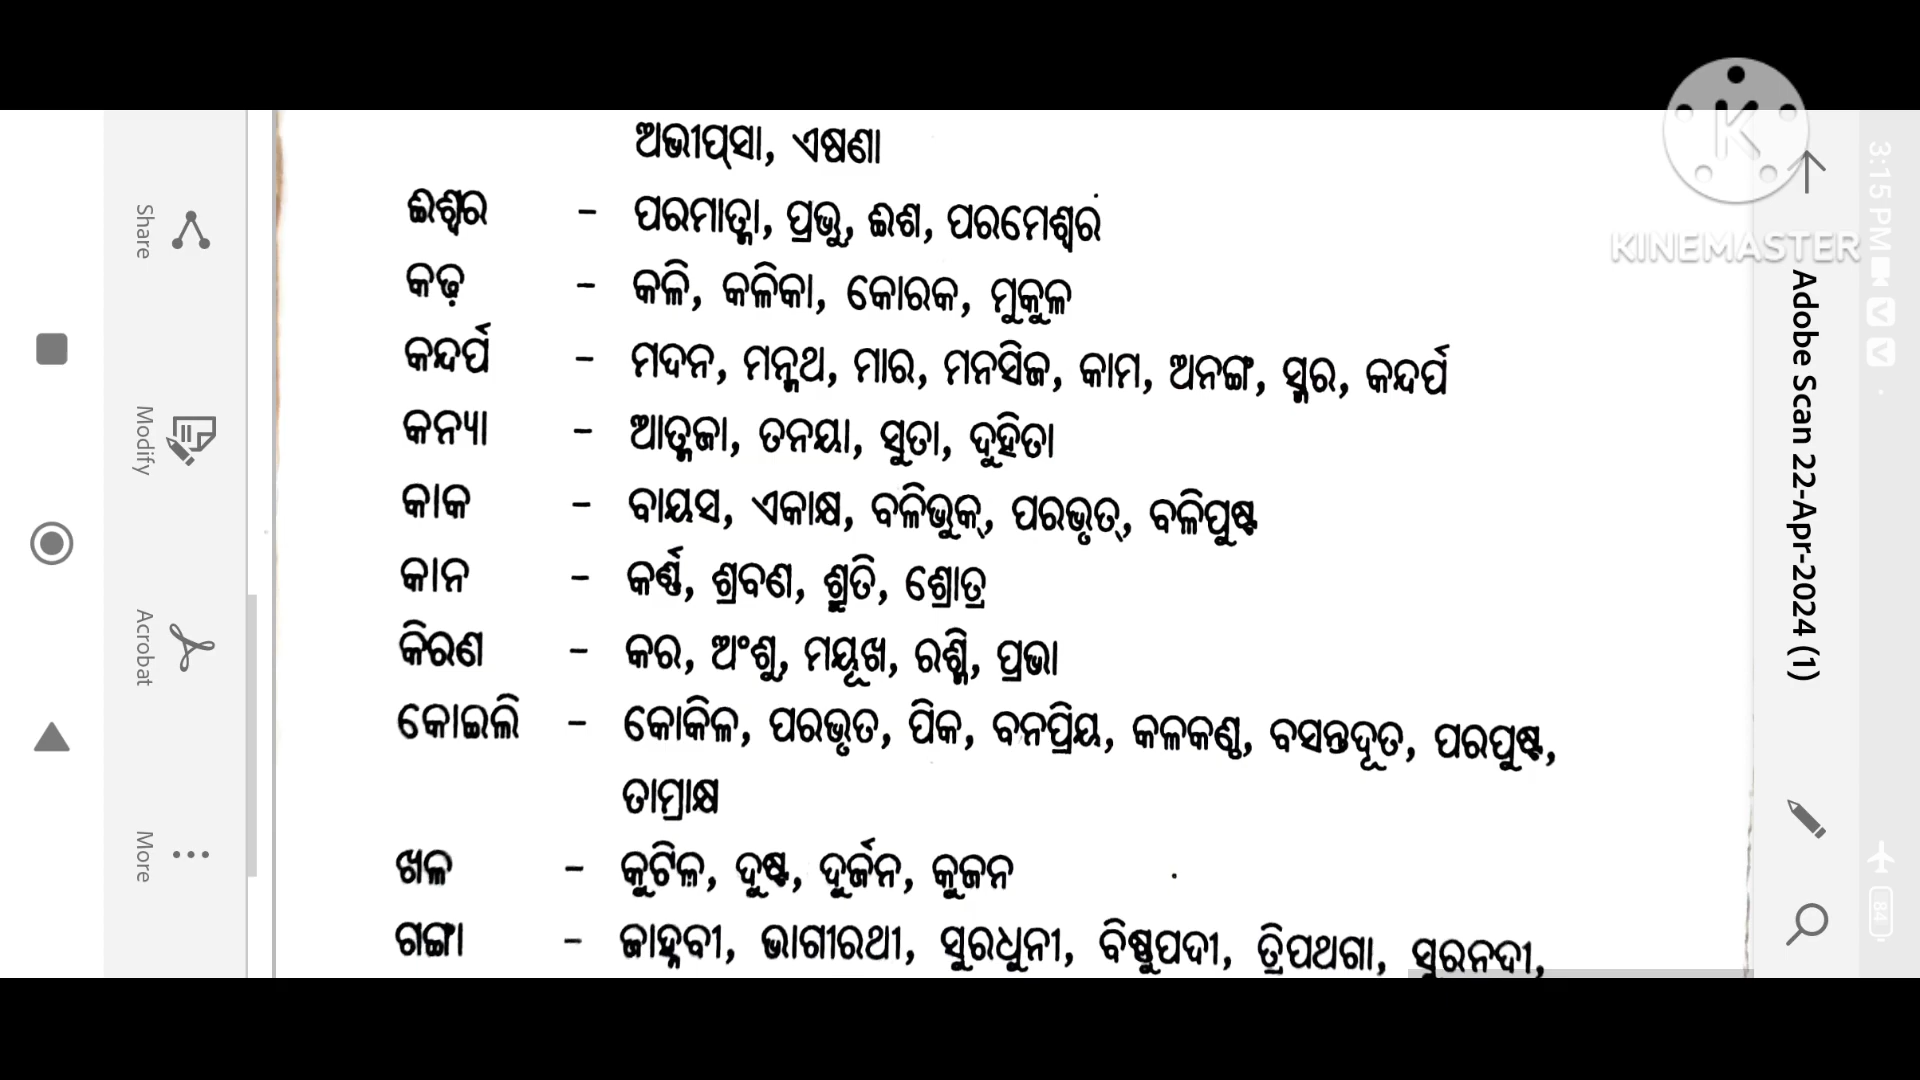 ଅଭୀପ୍ସା, ଏଷଣା
ଈଶ୍ୱର - ପରମାତ୍ମା, ପ୍ରଭୁ, ଈଶ, ପରମେଶ୍ୱର
କଢ଼ - କଳି, କଳିକା, କୋରକ, ମୁକୁଳ
କନ୍ଦର୍ପ - ମଦନ, ମନ୍ମଥ, ମାର, ମନସିଜ, କାମ, ଅନଙ୍ଗ, ସ୍ମର, କନ୍ଦର୍ପ
କନ୍ୟା - ଆତ୍ମଜା, ତନୟା, ସୁତା, ଦୁହିତା
କାକ - ବାୟସ, ଏକାକ୍ଷ, ବଳିଭୁକ୍, ପରଭୃତ୍, ବଳିପୁଷ୍ଟ
କାନ - କର୍ଣ୍ଣ, ଶ୍ରବଣ, ଶ୍ରୁତି, ଶ୍ରୋତ୍ର
କିରଣ - କର, ଅଂଶୁ, ମୟୂଖ, ରଶ୍ମି, ପ୍ରଭା
କୋଇଲି - କୋକିଳ, ପରଭୃତ, ପିକ, ବନପ୍ରିୟ, କଳକଣ୍ଠ, ବସନ୍ତଦୂତ, ପରପୁଷ୍ଟ,
ତାମ୍ରାକ୍ଷ
ଖଳ - କୁଟିଳ, ଦୁଷ୍ଟ, ଦୁର୍ଜନ, କୁଜନ
ଗଙ୍ଗା - ଜାହ୍ନବୀ, ଭାଗୀରଥୀ, ସୁରଧୁନୀ, ବିଷ୍ଣୁପଦୀ, ତ୍ରିପଥଗା, ସୁରନଦୀ,
Share
Modify
Acrobat
More
K
KINEMASTER
3:15 PM
Adobe Scan 22-Apr-2024 (1)
84